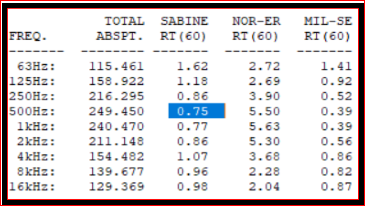 TOTAL SABINE NOR-ER MIL-SE
FREQ. ABSPT. RT(60) RT(60) RT(60)
-------- -------- -------- -------- --------
63Hz: 115.461 1.62 2.72 1.41
125Hz: 158.922 1.18 2.69 0.92
250Hz: 216.295 0.86 3.90 0.52
500Hz: 249.450 0.75 5.50 0.39
1kHz: 240.470 0.77 5.63 0.39
2kHz: 211.148 0.86 5.30 0.56
4kHz: 154.482 1.07 3.68 0.86
8kHz: 139.677 0.96 2.28 0.82
16kHz: 129.369 0.98 2.04 0.87